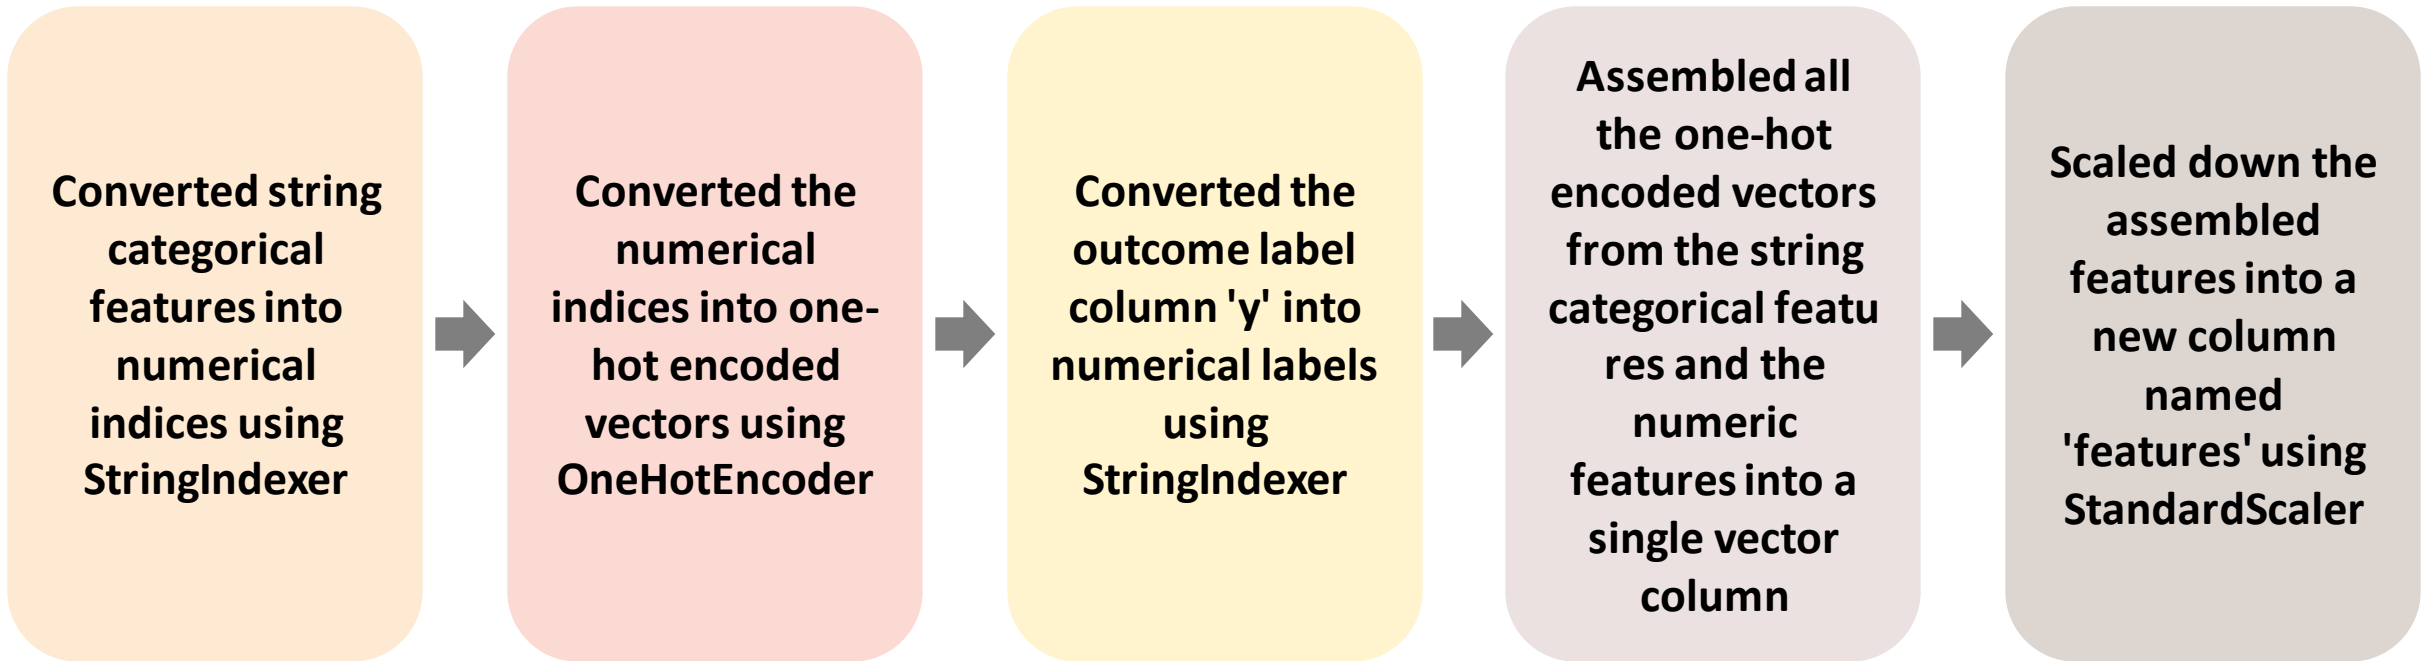 Converted string
categorical
features into
numerical
indices using
StringIndexer
Converted the
numerical
indices into one-
hot encoded
vectors using
OneHotEncoder
Converted the
outcome label
column 'y' into
numerical labels
using
StringIndexer
Assembled all
the one-hot
encoded vectors
from the string
categorical featu
res and the
numeric
features into a
single vector
column
Scaled down the
assembled
features into a
new column
named
'features' using
StandardScaler